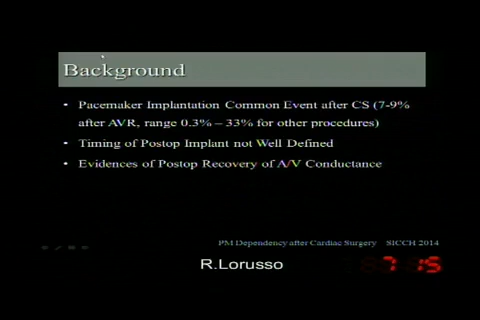 Background
• Pacemaker Implantation Common Event after CS (7-9%
after AVR, range 0.3% – 33% for other procedures)
• Timing of Postop Implant not Well Defined
• Evidences of Postop Recovery of A/V Conductance
PM Dependency after Cardiac Surgery SICCH 2014
R.Lorusso
7 15